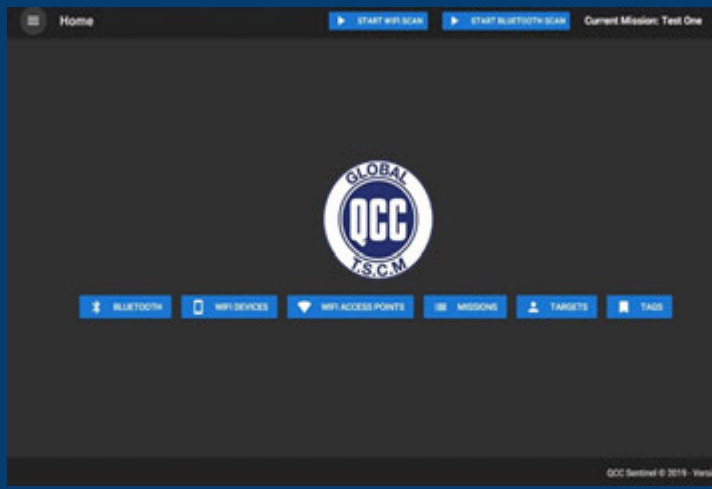 Home
START WIFI SCAN
START BLUETOOTH SCAN
Current Mission: Test One
GLOBAL
QCC
T.S.C.M
BLUETOOTH
WIFI DEVICES
WIFI ACCESS POINTS
MISSIONS
TARGETS
TAGS
QCC Sentinel © 2019 - Versi